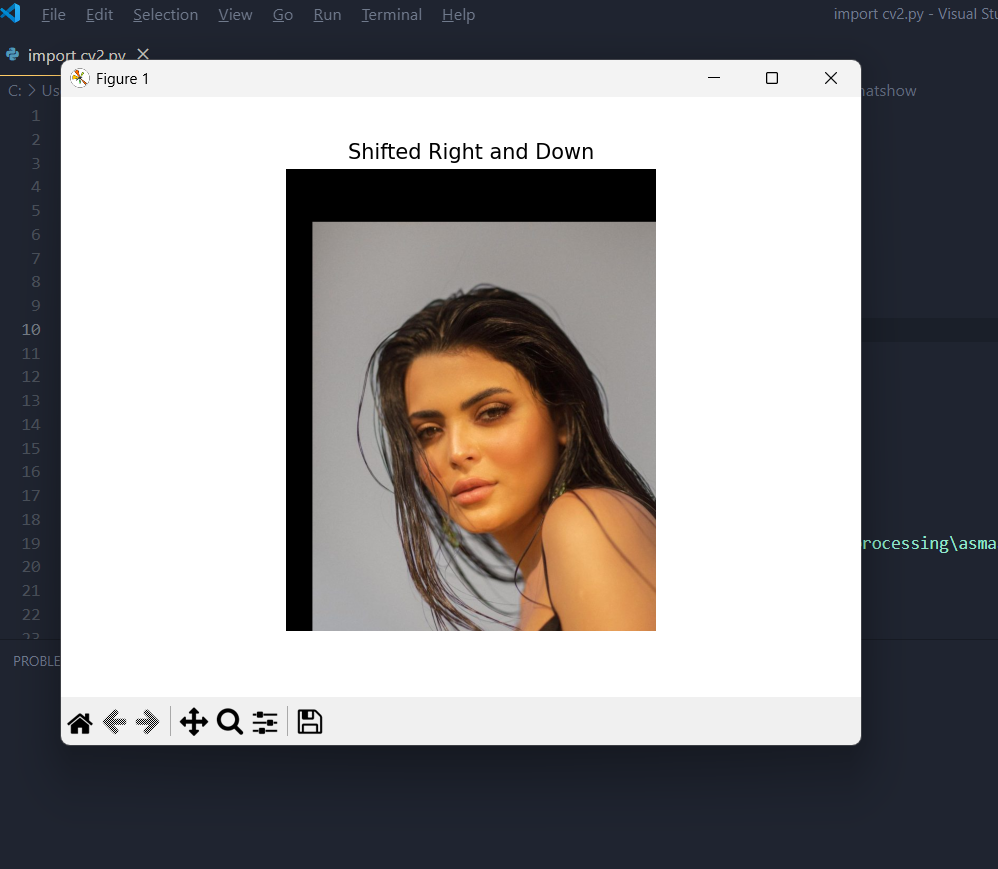 File Edit Selection View Go Run Terminal Help import cv2.py - Visual Stu
import cv2.py
C: > Us
natshow
Figure 1
Shifted Right and Down
1
2
3
4
5
6
7
8
9
10
11
12
13
14
15
16
17
18
19
rocessing\asma
20
21
22
23
PROBLE